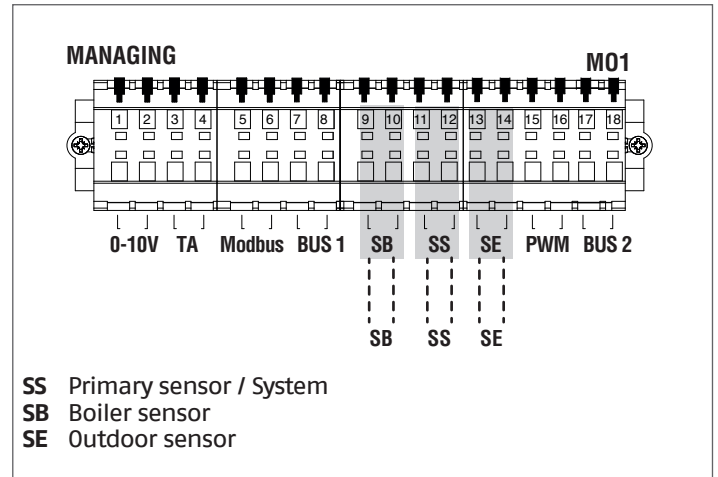 MANAGING M01
1 2 3 4 5 6 7 8 9 10 11 12 13 14 15 16 17 18
0-10V TA Modbus BUS 1 SB SS SE PWM BUS 2
SB SS SE
SS Primary sensor / System
SB Boiler sensor
SE Outdoor sensor